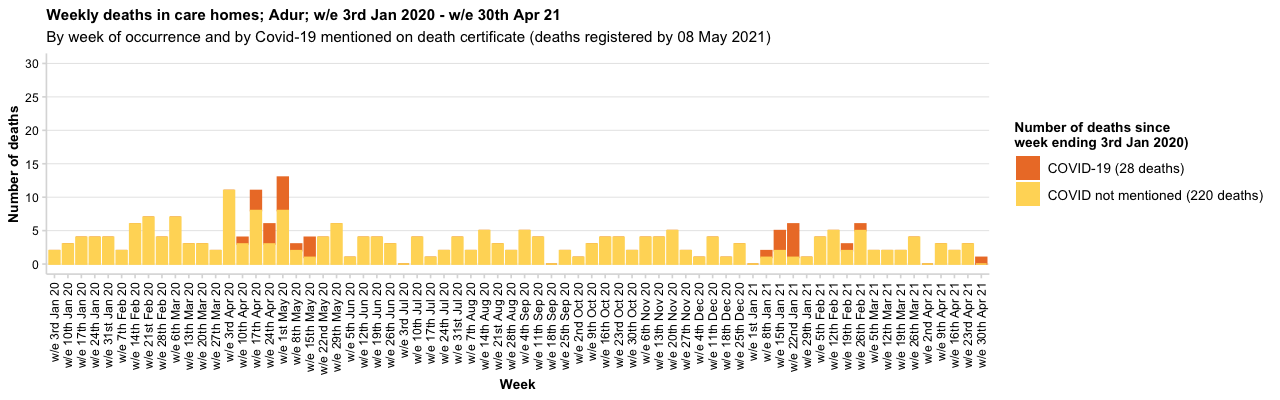 Weekly deaths in care homes; Adur; w/e 3rd Jan 2020 - w/e 30th Apr 21
By week of occurrence and by Covid-19 mentioned on death certificate (deaths registered by 08 May 2021)
Number of deaths
30
25
20
15
10
5
0
w/e 3rd Jan 20
w/e 10th Jan 20
w/e 17th Jan 20
w/e 24th Jan 20
w/e 31st Jan 20
w/e 7th Feb 20
w/e 14th Feb 20
w/e 21st Feb 20
w/e 28th Feb 20
w/e 6th Mar 20
w/e 13th Mar 20
w/e 20th Mar 20
w/e 27th Mar 20
w/e 3rd Apr 20
w/e 10th Apr 20
w/e 17th Apr 20
w/e 24th Apr 20
w/e 1st May 20
w/e 8th May 20
w/e 15th May 20
w/e 22nd May 20
w/e 29th May 20
w/e 5th Jun 20
w/e 12th Jun 20
w/e 19th Jun 20
w/e 26th Jun 20
w/e 3rd Jul 20
w/e 10th Jul 20
w/e 17th Jul 20
w/e 24th Jul 20
w/e 31st Jul 20
w/e 7th Aug 20
w/e 14th Aug 20
w/e 21st Aug 20
w/e 28th Aug 20
w/e 4th Sep 20
w/e 11th Sep 20
w/e 18th Sep 20
w/e 25th Sep 20
w/e 2nd Oct 20
w/e 9th Oct 20
w/e 16th Oct 20
w/e 23rd Oct 20
w/e 30th Oct 20
w/e 6th Nov 20
w/e 13th Nov 20
w/e 20th Nov 20
w/e 27th Nov 20
w/e 4th Dec 20
w/e 11th Dec 20
w/e 18th Dec 20
w/e 25th Dec 20
w/e 1st Jan 21
w/e 8th Jan 21
w/e 15th Jan 21
w/e 22nd Jan 21
w/e 29th Jan 21
w/e 5th Feb 21
w/e 12th Feb 21
w/e 19th Feb 21
w/e 26th Feb 21
w/e 5th Mar 21
w/e 12th Mar 21
w/e 19th Mar 21
w/e 26th Mar 21
w/e 2nd Apr 21
w/e 9th Apr 21
w/e 16th Apr 21
w/e 23rd Apr 21
w/e 30th Apr 21
Week
Number of deaths since
week ending 3rd Jan 2020)
COVID-19 (28 deaths)
COVID not mentioned (220 deaths)